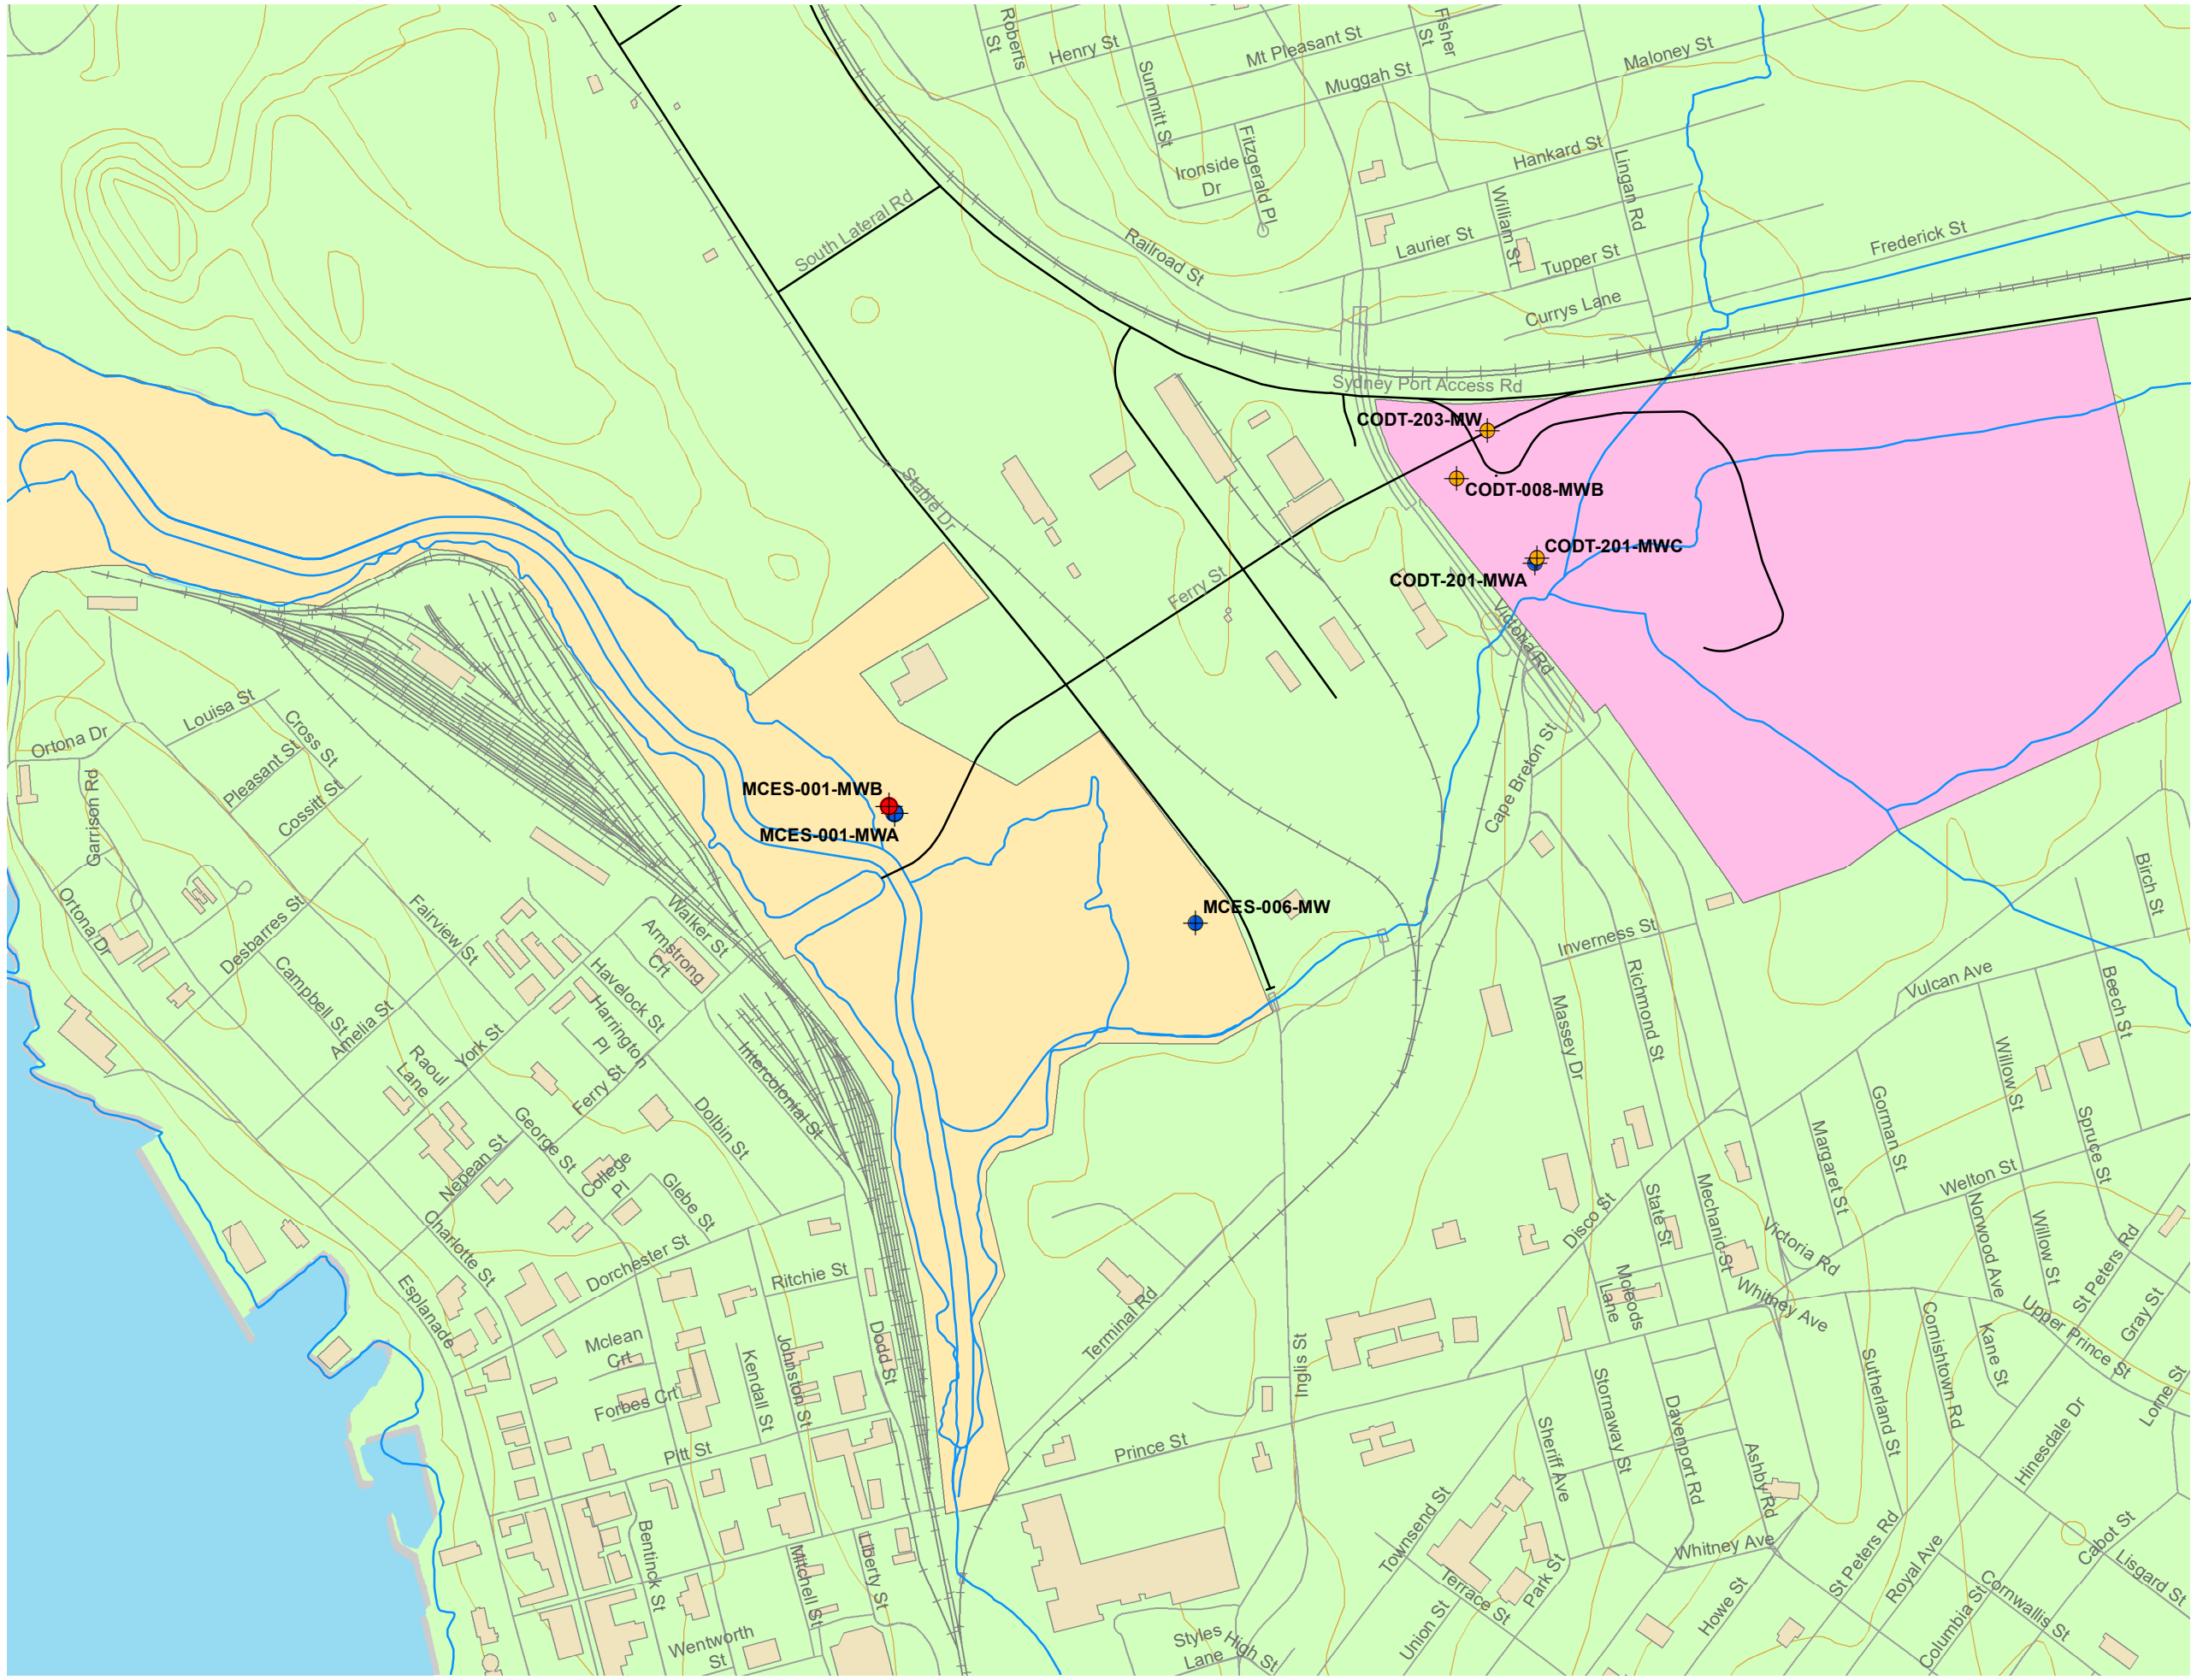 Roberts
St
Henry St
Summitt St
Mt Pleasant St
Fisher
St
Muggah St
Maloney St
Fitzgerald Pl
Ironside
Dr
Hankard St
Lingan Rd
South Lateral Rd
Railroad St
Laurier St
William St
Tupper St
Frederick St
Currys Lane
Sydney Port Access Rd
CODT-203-MW
CODT-008-MWB
Stable Dr
CODT-201-MWC
CODT-201-MWA
Ferry St
Victoria Rd
Louisa St
Cross St
Ortona Dr
Pleasant St
Cossitt St
Garrison Rd
Cape Breton St
MCES-001-MWB
MCES-001-MWA
MCES-006-MW
Birch St
Ortona Dr
Desbarres St
Fairview St
Walker St
Armstrong
Crt
Inverness St
Vulcan Ave
Beech St
Campbell St
Amelia St
York St
Havelock St
Harrington
Pl
Richmond St
Massey Dr
Raoul
Lane
Ferry St
Intercolonial St
Willow St
George St
Dolbin St
Gorman St
Margaret St
Spruce St
Nepean St
College
Pl
Glebe St
Welton St
Charlotte St
Dorchester St
Disco St
State St
Mechanic St
Victoria Rd
Norwood Ave
Willow St
St Peters Rd
Esplanade
Ritchie St
Mcleods
Lane
Whitney Ave
Upper Prince St
Gray St
Terminal Rd
Mclean
Crt
Johnston St
Dodd St
Inglis St
Kendall St
Forbes Crt
Cornishtown Rd
Kane St
Sutherland St
Lorne St
Pitt St
Prince St
Sheriff Ave
Stornaway St
Davenport Rd
Ashby Rd
Hinesdale Dr
Townsend St
Bentinck St
Mitchell St
Liberty St
Whitney Ave
St Peters Rd
Royal Ave
Cabot St
Lisgard St
Terrace St
Park St
Union St
Howe St
Columbia St
Cornwallis St
Wentworth
St
Styles
Lane
High St